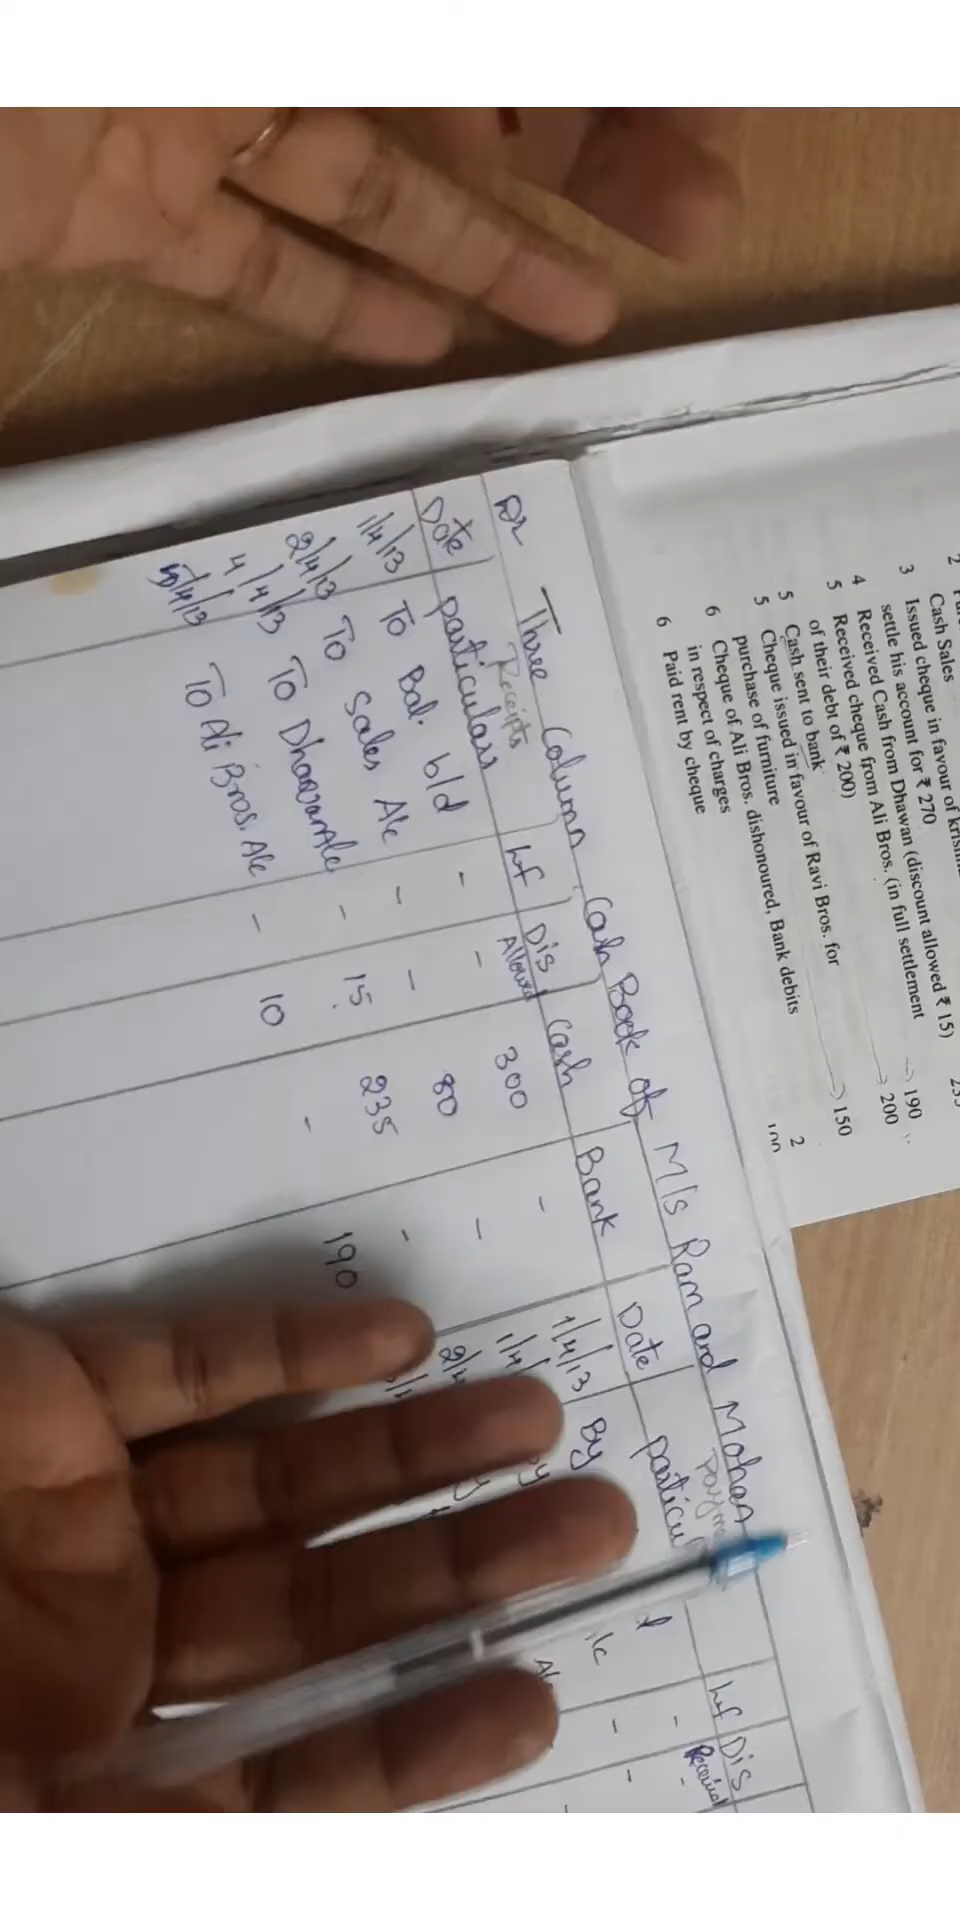 2
Cash Sales
3 Issued cheque in favour of
settle his account for ₹ 270
4 Received Cash from Dhawan (discount allowed ₹ 15)
5 Received cheque from Ali Bros. (in full settlement → 190
of their debt of ₹ 200) → 200
5 Cash sent to bank
5 Cheque issued in favour of Ravi Bros. for
purchase of furniture → 150
6 Cheque of Ali Bros. dishonoured, Bank debits
in respect of charges 2
6 Paid rent by cheque 100
Three Column Cash Book of M/s Ram and Mohan
Dr Receipts
Date particulars Lf Dis Allowed Cash Bank Date Lf Dis Received
1/4/13 To Bal. b/d - - 300 - 1/4/13 By
2/4/13 To Sales A/c - - 80 -
4/4/13 To Dhawan A/c - 15 235 -
5/4/13 To Ali Bros. A/c - 10 - 190